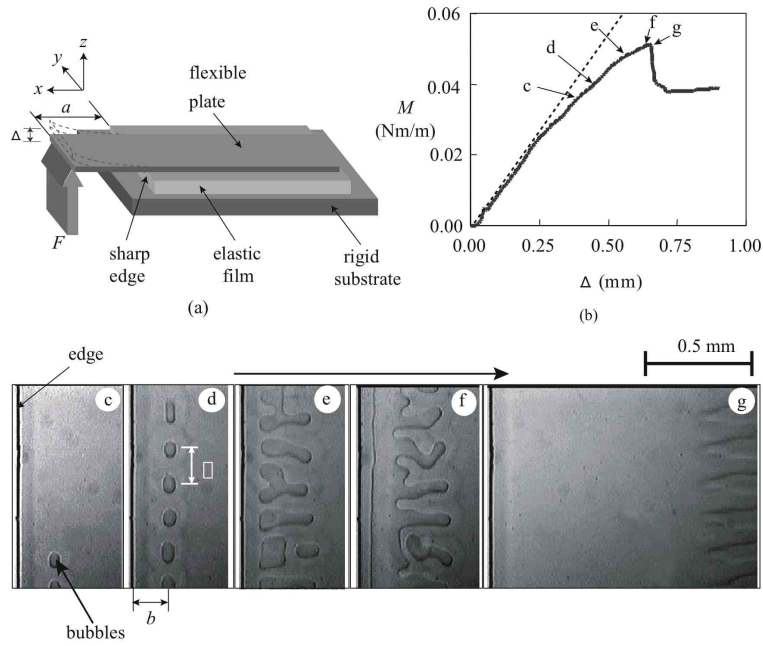 (a)
z
y
x
a
Δ
F
flexible
plate
sharp
edge
elastic
film
rigid
substrate
(b)
M
(Nm/m)
0.06
0.04
0.02
0.00
0.00 0.25 0.50 0.75 1.00
Δ (mm)
c
d
e
f
g
edge
0.5 mm
c
d
e
f
g
b
bubbles